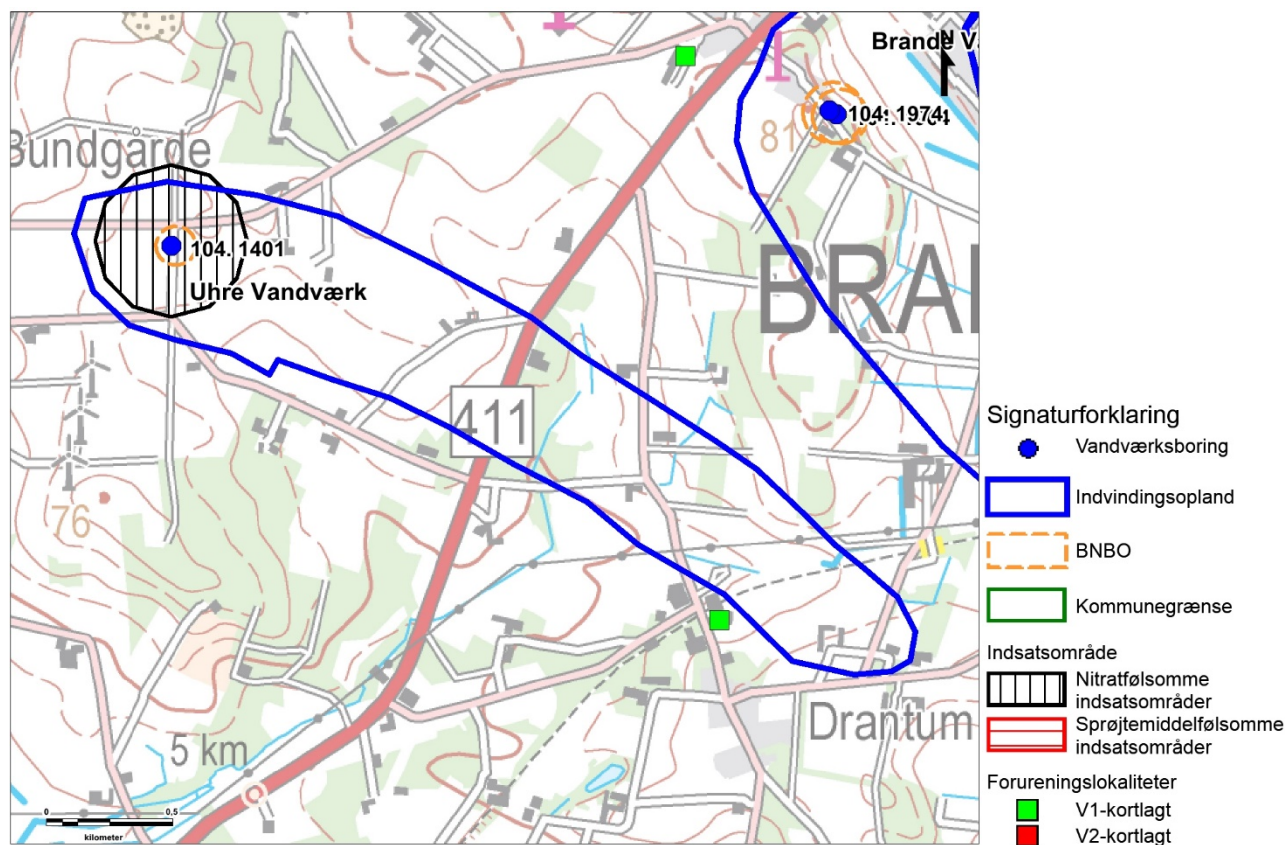 Brande V
N
104. 1974
81
Bundgårde
104. 1401
Uhre Vandværk
BRA
411
76
5 km
Drantum
0
0.5
kilometer
Signaturforklaring
Vandværksboring
Indvindingsopland
BNBO
Kommunegrænse
Indsatsområde
Nitratfølsomme
indsatsområder
Sprøjtemiddelfølsomme
indsatsområder
Forureningslokaliteter
V1-kortlagt
V2-kortlagt